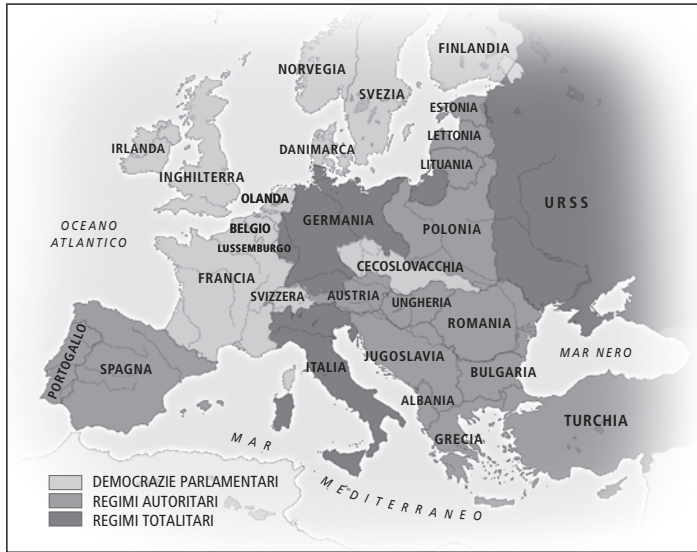 FINLANDIA
NORVEGIA
SVEZIA
ESTONIA
LETTONIA
LITUANIA
DANIMARCA
IRLANDA
INGHILTERRA
OLANDA
URSS
OCEANO
ATLANTICO
BELGIO
GERMANIA
POLONIA
LUSSEMBURGO
CECOSLOVACCHIA
FRANCIA
SVIZZERA
AUSTRIA
UNGHERIA
ROMANIA
MAR NERO
PORTOGALLO
SPAGNA
ITALIA
JUGOSLAVIA
BULGARIA
ALBANIA
TURCHIA
GRECIA
MAR
MEDITERRANEO
DEMOCRAZIE PARLAMENTARI
REGIMI AUTORITARI
REGIMI TOTALITARI